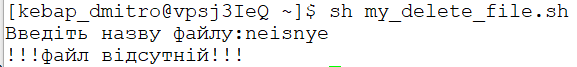 [kebap_dmitro@vpsj3IeQ ~]$ sh my_delete_file.sh
Введіть назву файлу:neisnye
!!!файл відсутній!!!